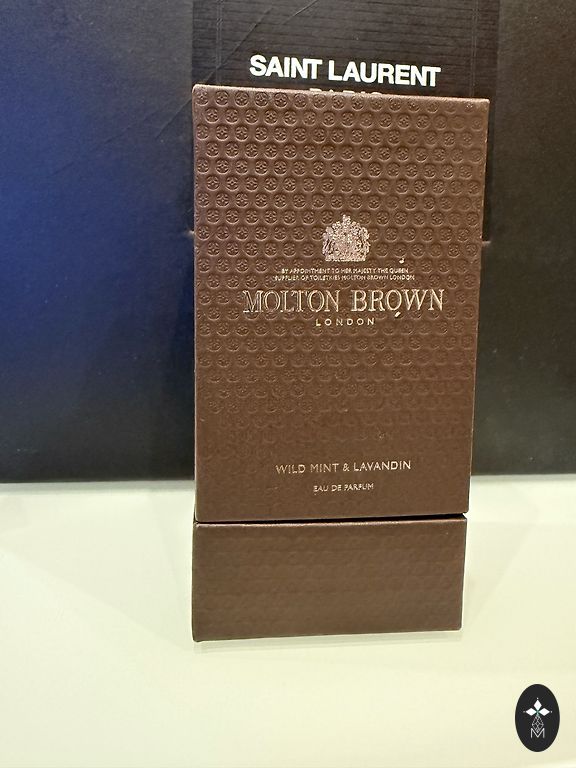 SAINT LAURENT
PARIS
BY APPOINTMENT TO HER MAJESTY THE QUEEN
SUPPLIER OF TOILETRIES MOLTON BROWN LONDON
MOLTON BROWN
LONDON
WILD MINT & LAVANDIN
EAU DE PARFUM
M